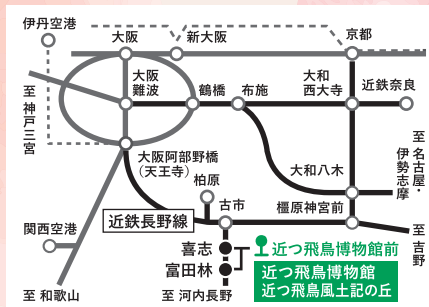 伊丹空港
大阪
新大阪
京都
大阪
難波
鶴橋
布施
大和
西大寺
近鉄奈良
至神戸三宮
至名古屋・
伊勢志摩
大阪阿部野橋
(天王寺)
柏原
大和八木
古市
橿原神宮前
近鉄長野線
関西空港
喜志
近つ飛鳥博物館前
至吉野
富田林
近つ飛鳥博物館
近つ飛鳥風土記の丘
至和歌山
至河内長野